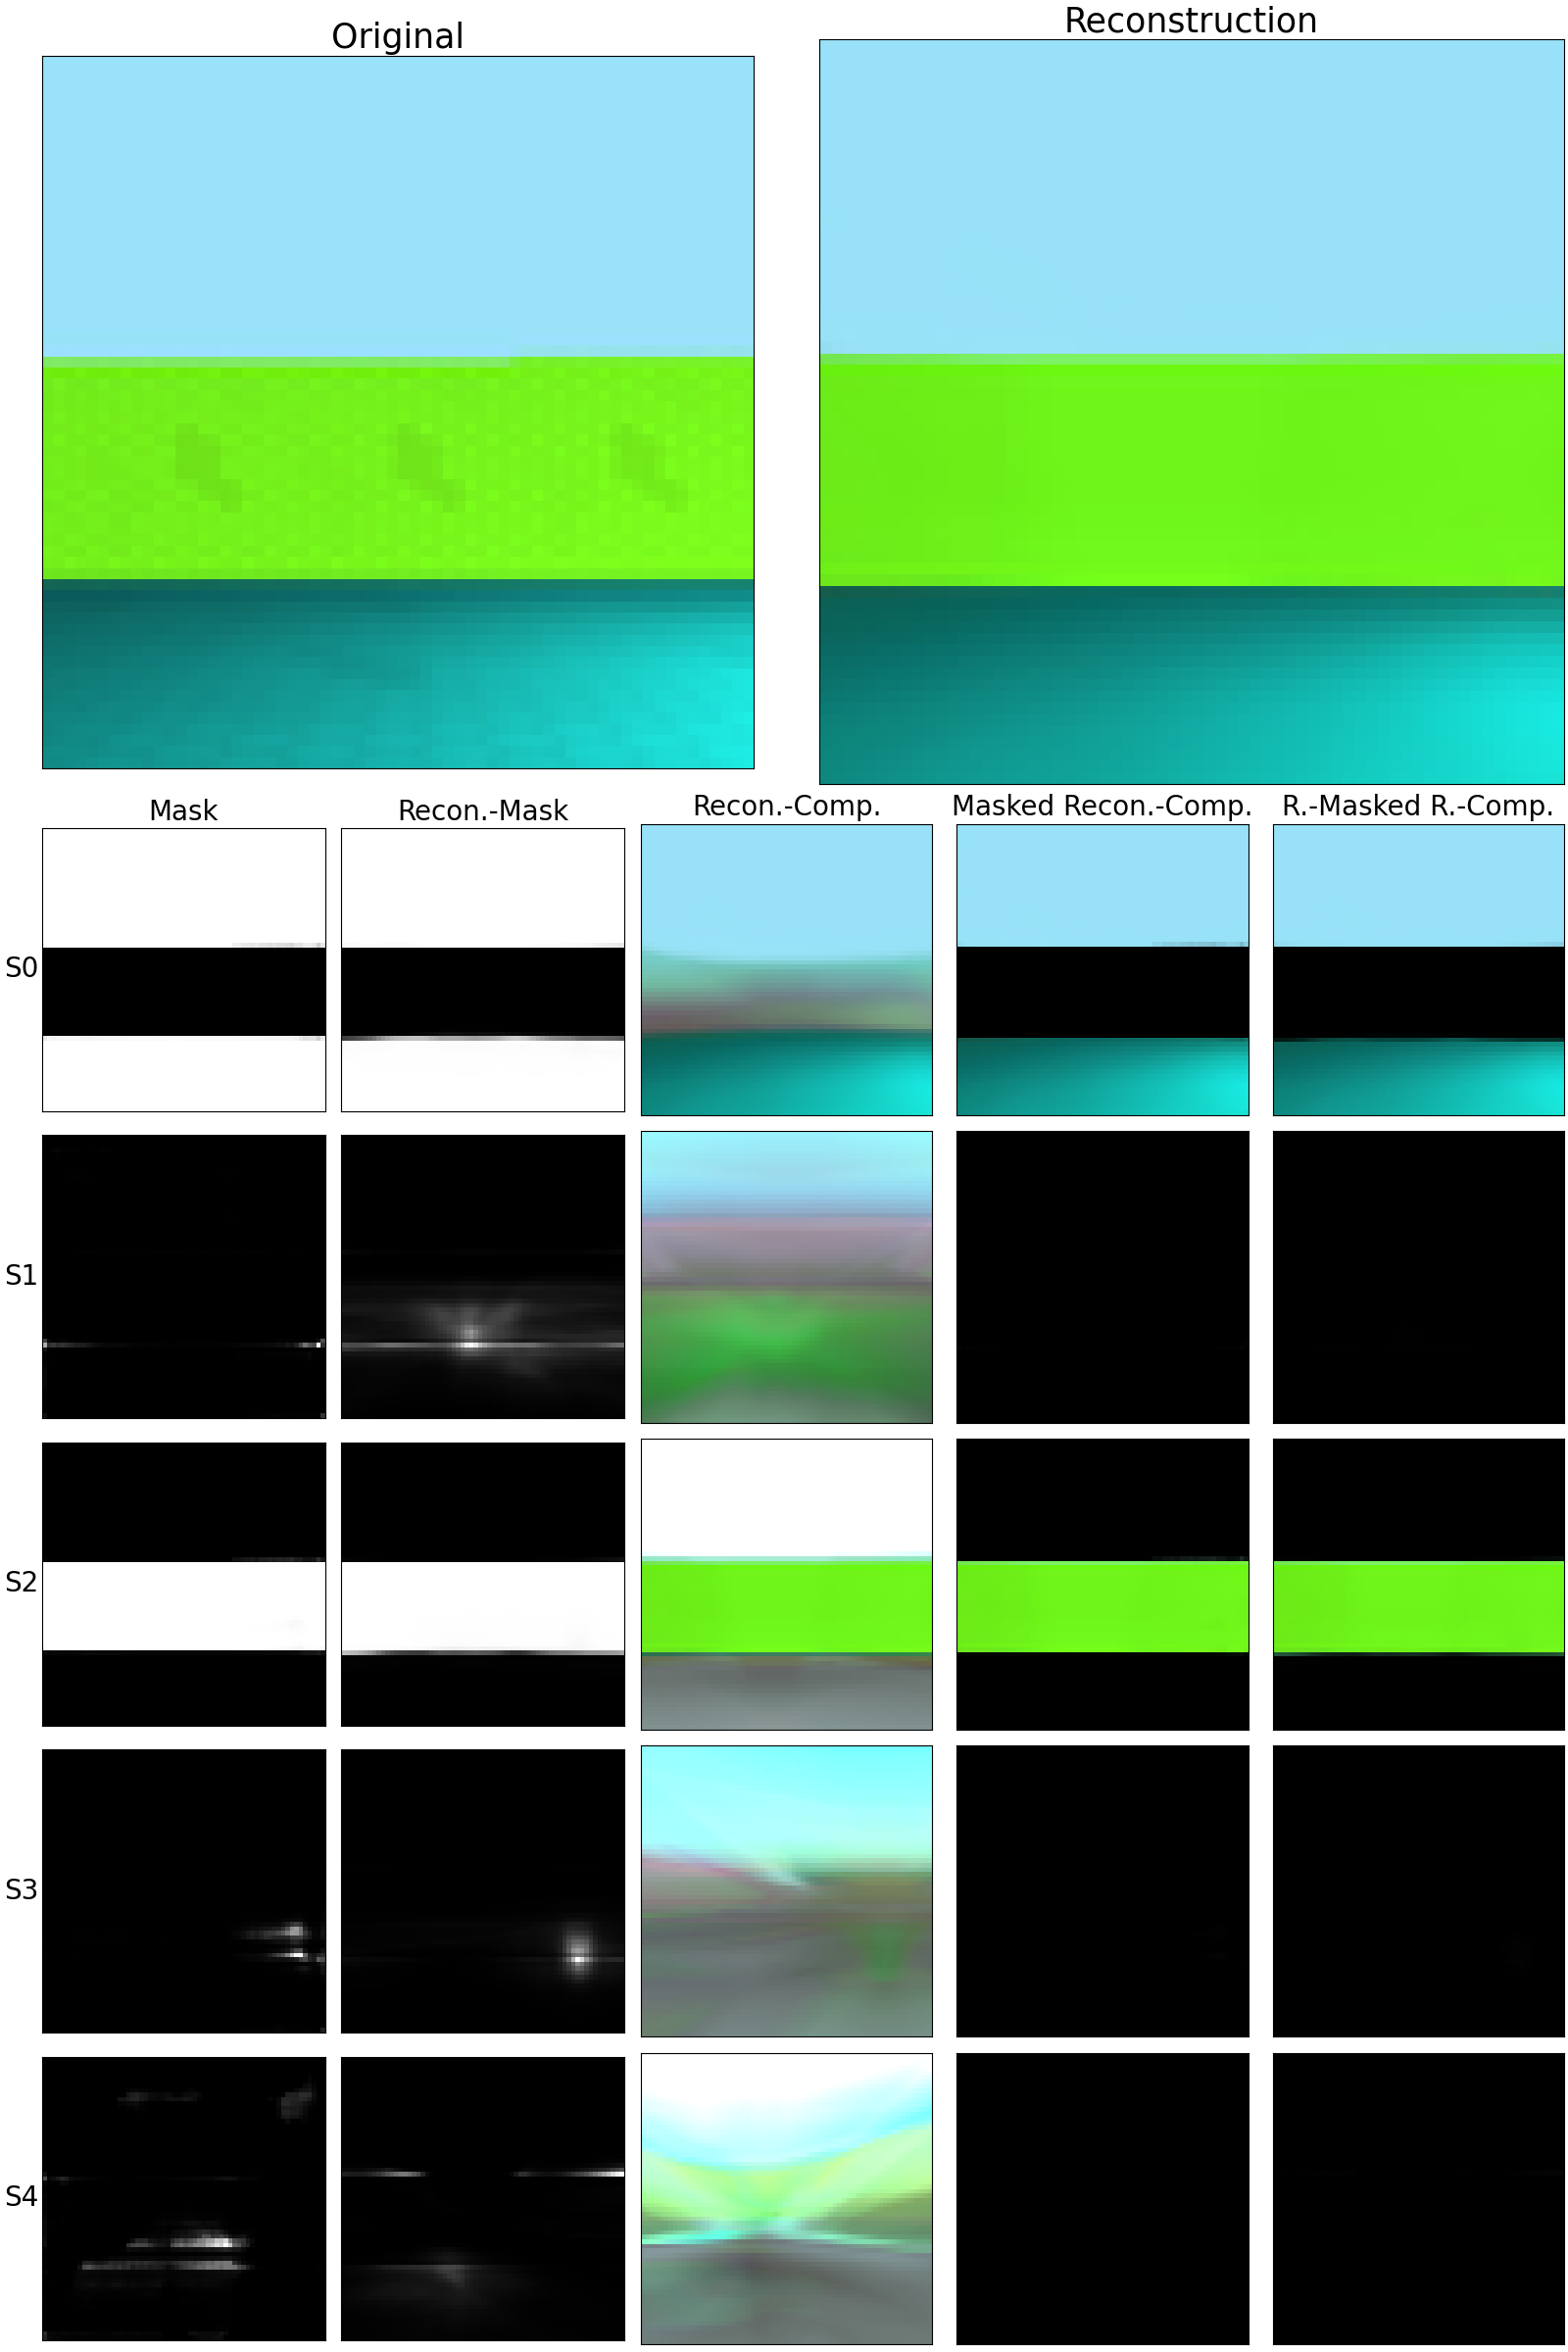 Original
Reconstruction
Mask
Recon.-Mask
Recon.-Comp.
Masked Recon.-Comp.
R.-Masked R.-Comp.
S0
S1
S2
S3
S4